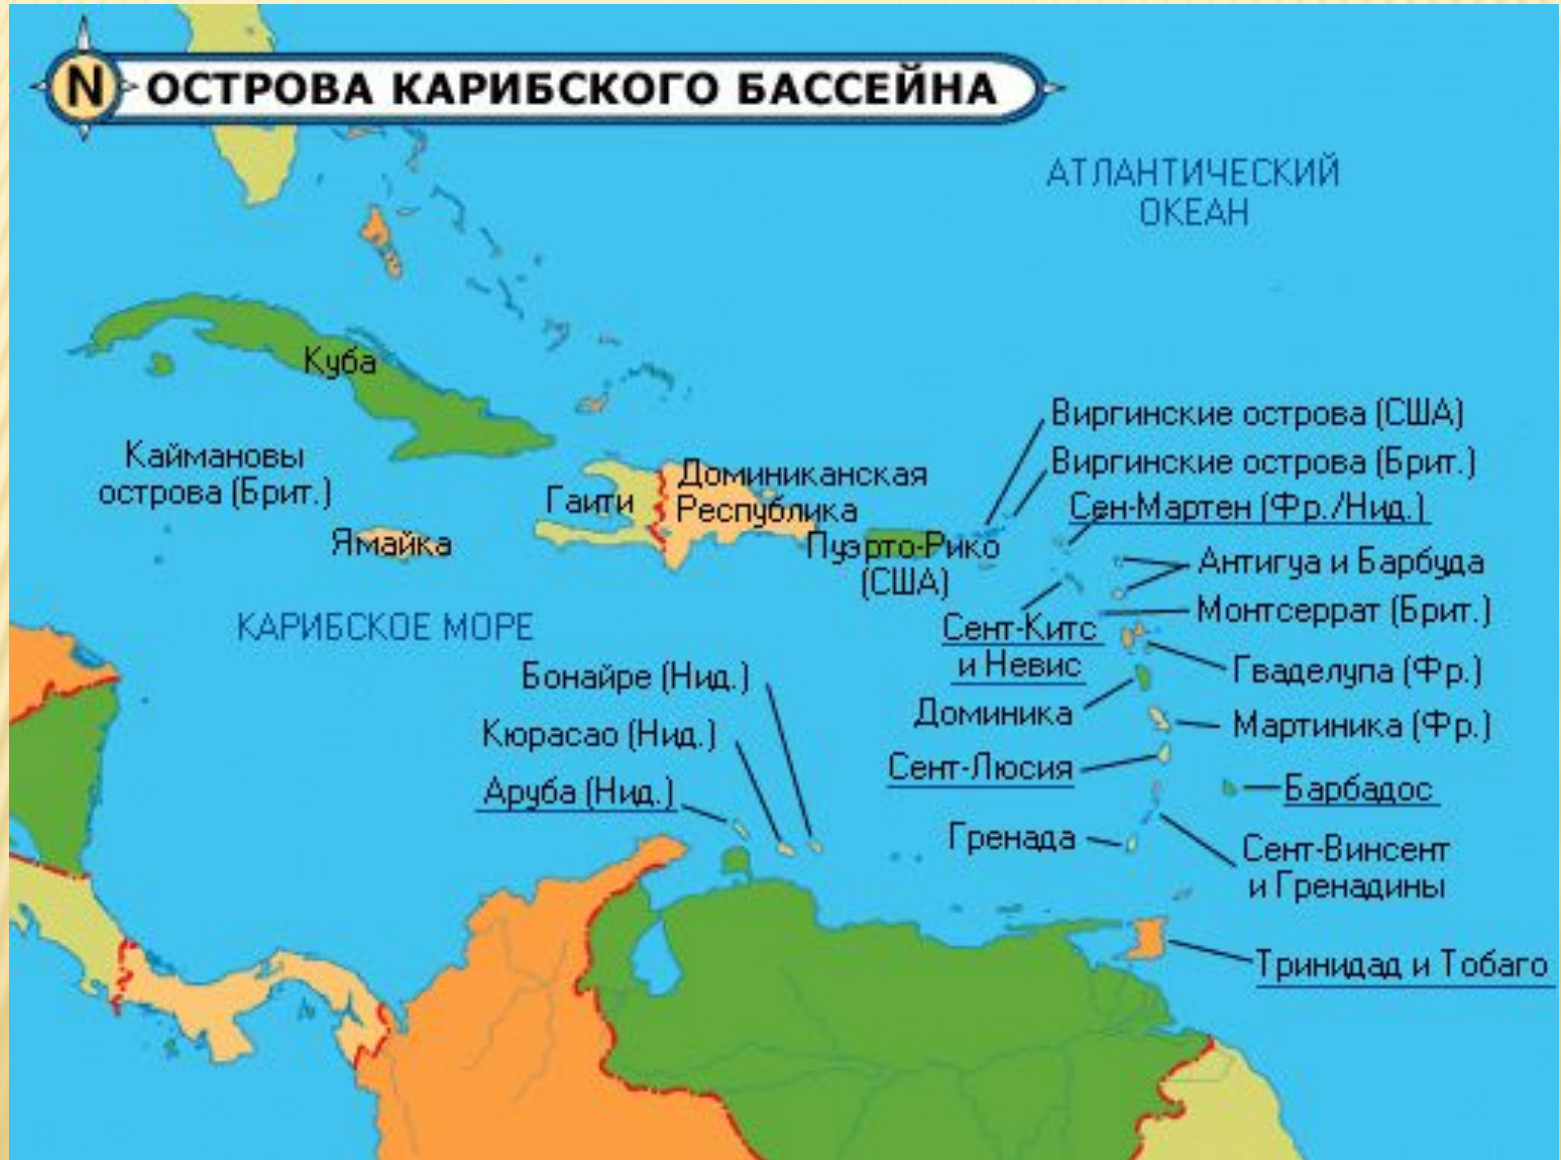 N ОСТРОВА КАРИБСКОГО БАССЕЙНА
АТЛАНТИЧЕСКИЙ
ОКЕАН
Куба
Каймановы
острова (Брит.)
Ямайка
Гаити
Доминиканская
Республика
Пуэрто-Рико
(США)
Виргинские острова (США)
Виргинские острова (Брит.)
Сен-Мартен (Фр./Нид.)
Антигуа и Барбуда
Монтсеррат (Брит.)
Сент-Китс
и Невис
Гваделупа (Фр.)
Доминика
Мартиника (Фр.)
Сент-Люсия
Барбадос
Гренада
Сент-Винсент
и Гренадины
Тринидад и Тобаго
КАРИБСКОЕ МОРЕ
Бонайре (Нид.)
Кюрасао (Нид.)
Аруба (Нид.)